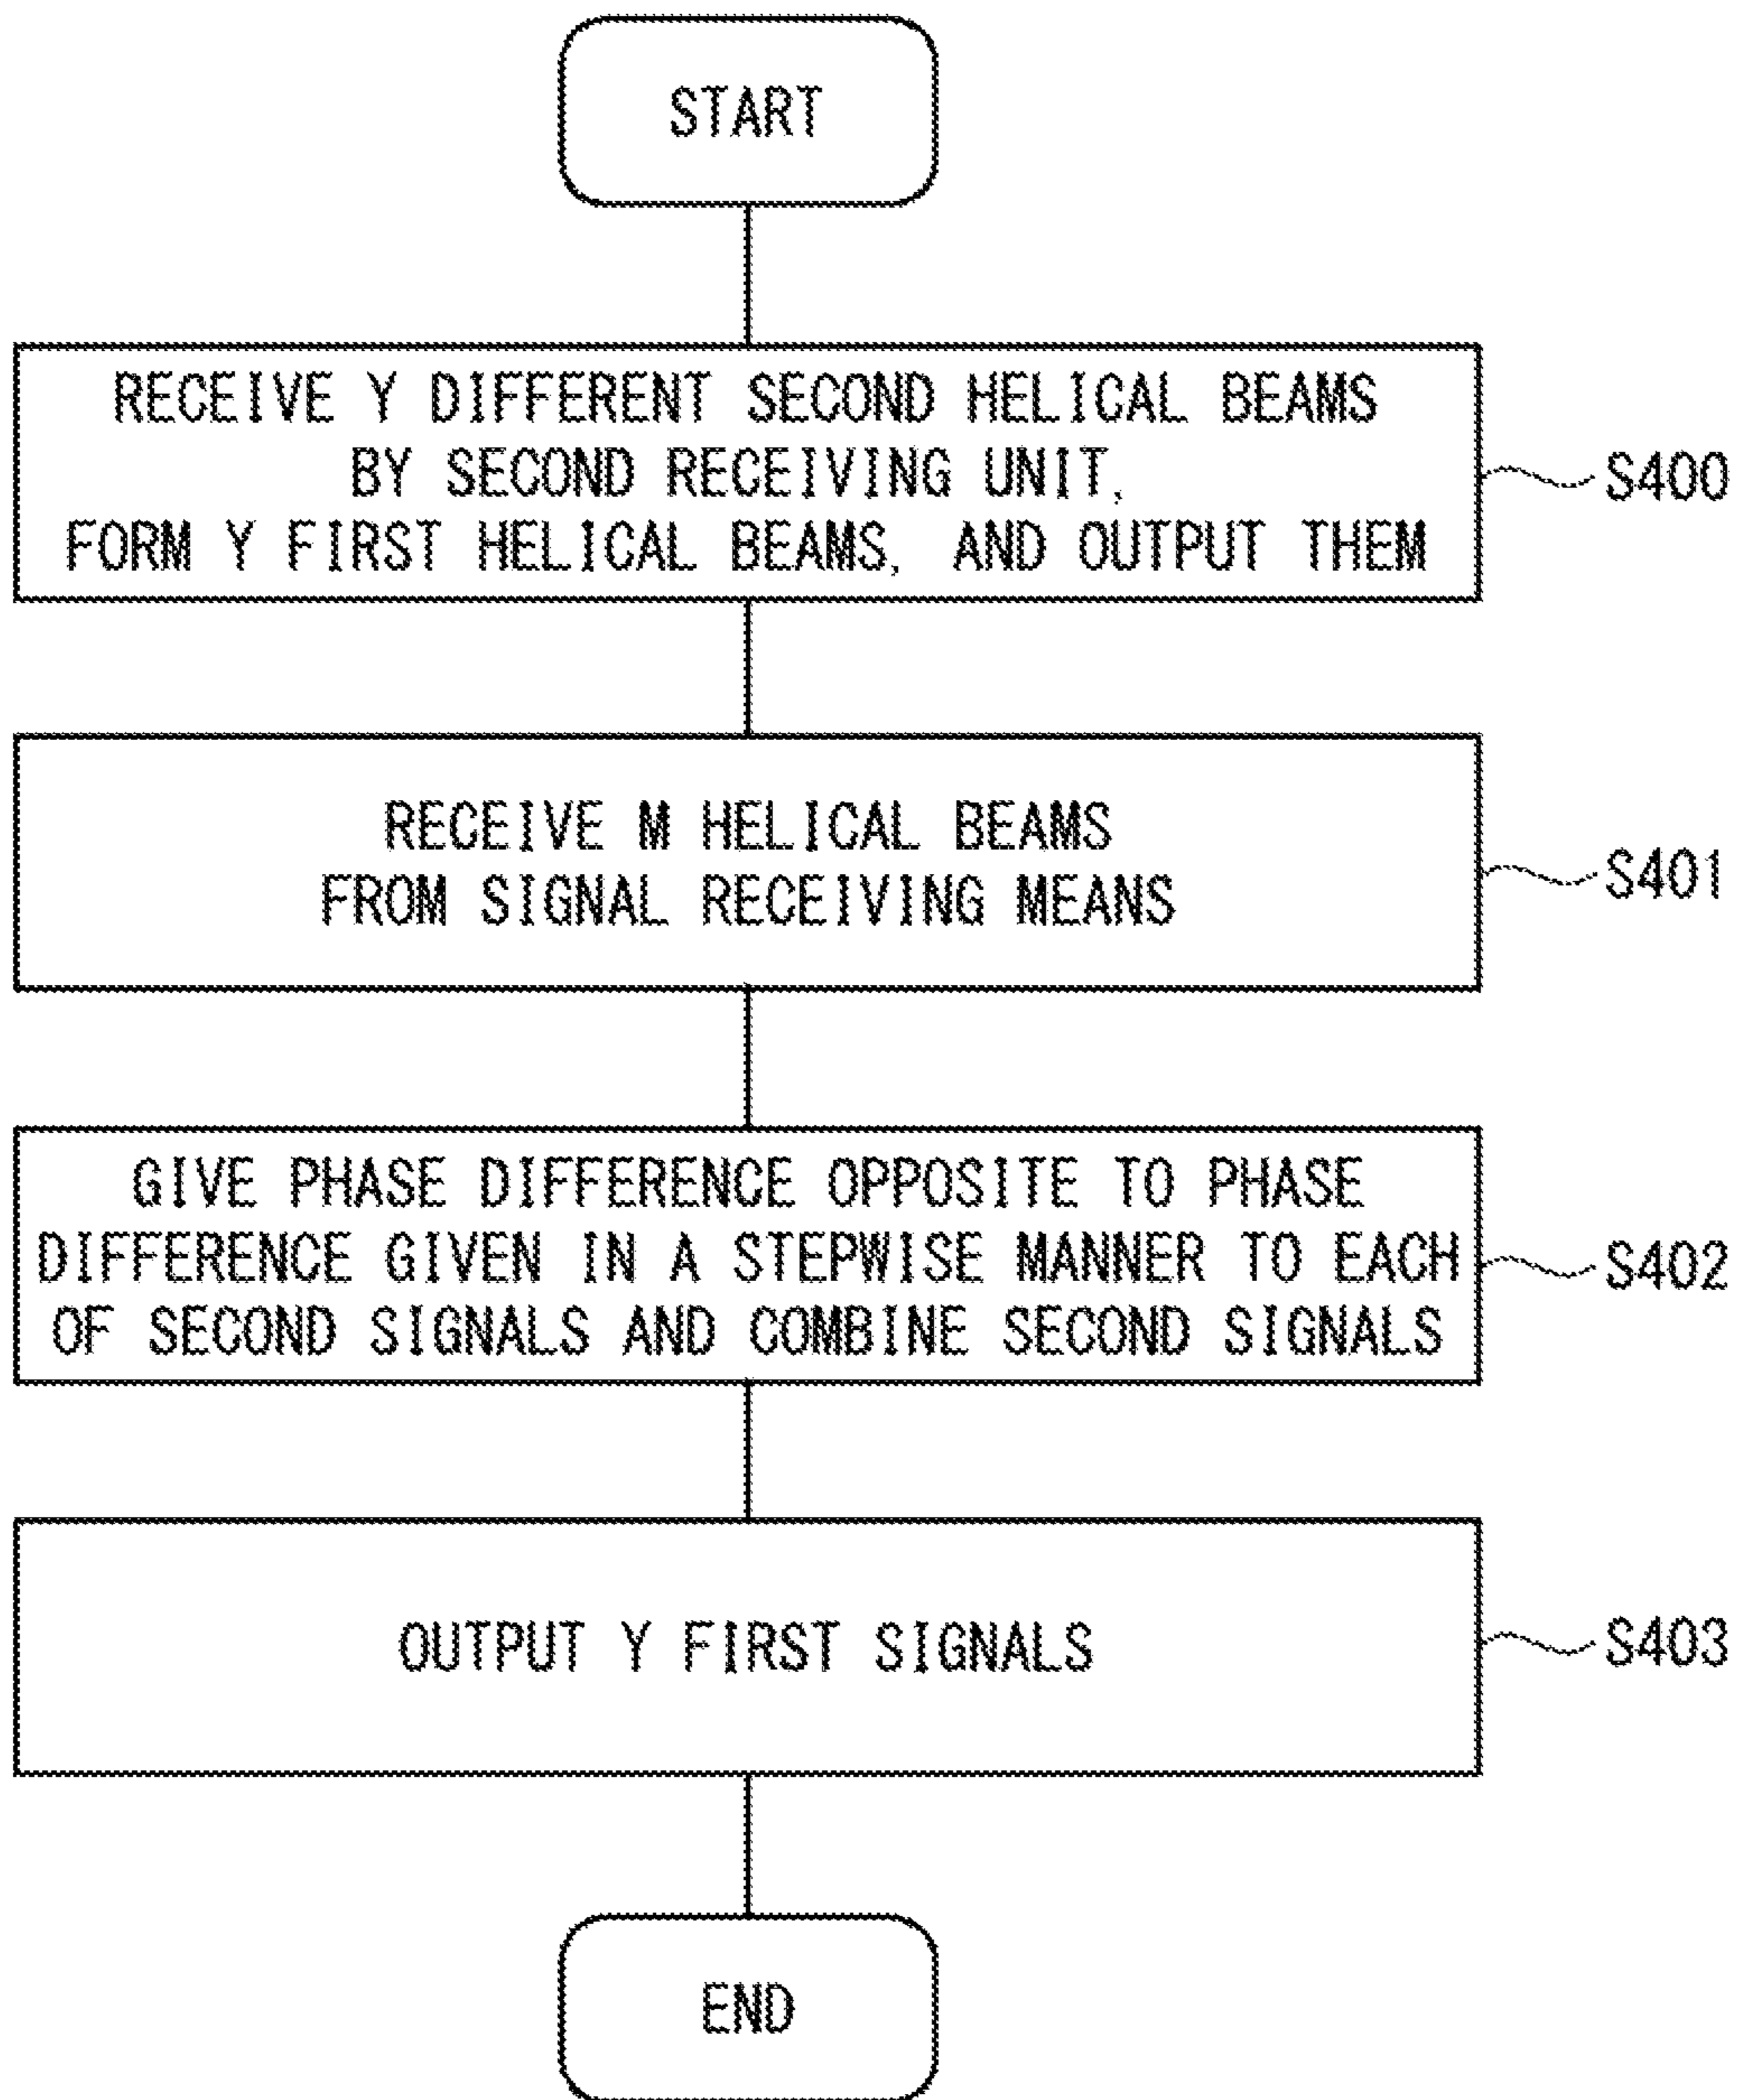 START
RECEIVE Y DIFFERENT SECOND HELICAL BEAMS
BY SECOND RECEIVING UNIT,
FORM Y FIRST HELICAL BEAMS, AND OUTPUT THEM
S400
RECEIVE M HELICAL BEAMS
FROM SIGNAL RECEIVING MEANS
S401
GIVE PHASE DIFFERENCE OPPOSITE TO PHASE
DIFFERENCE GIVEN IN A STEPWISE MANNER TO EACH
OF SECOND SIGNALS AND COMBINE SECOND SIGNALS
S402
OUTPUT Y FIRST SIGNALS
S403
END